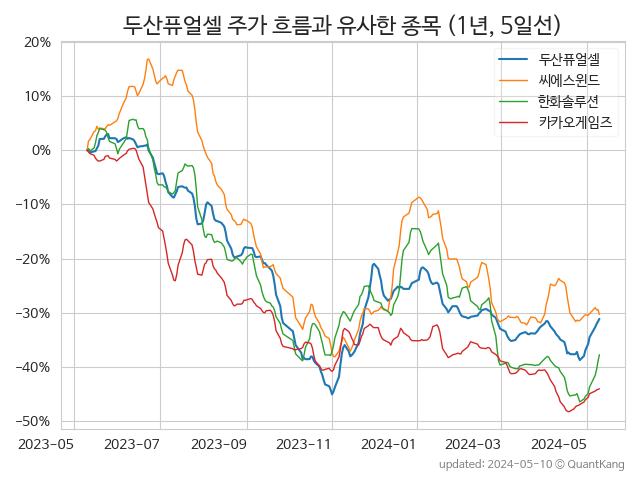 두산퓨얼셀 주가 흐름과 유사한 종목 (1년, 5일선)
두산퓨얼셀
씨에스윈드
한화솔루션
카카오게임즈
20%
10%
0%
−10%
−20%
−30%
−40%
−50%
2023-05 2023-07 2023-09 2023-11 2024-01 2024-03 2024-05
updated: 2024-05-10 © QuantKang